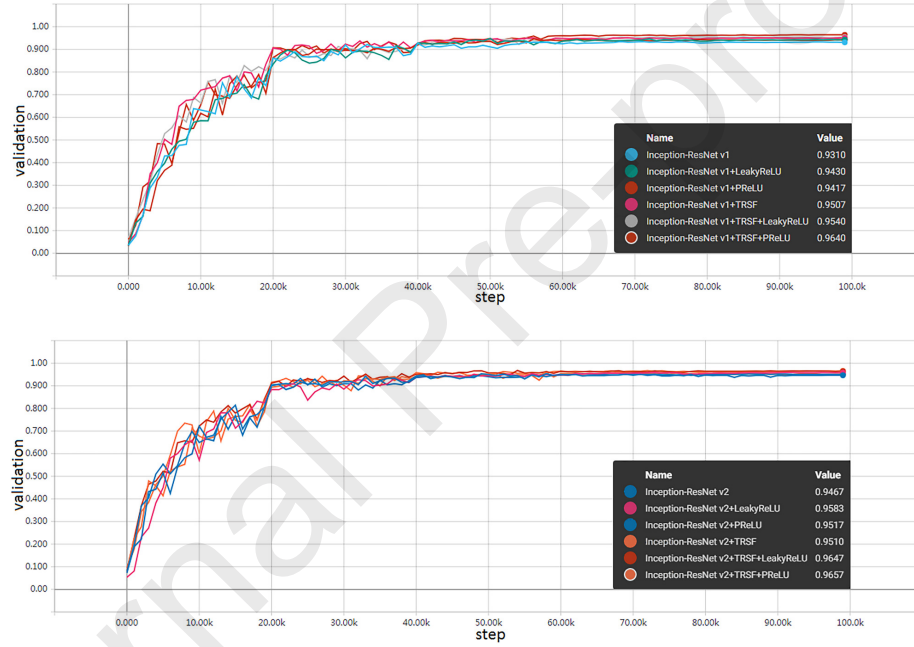 1.00
0.900
0.800
0.700
0.600
0.500
0.400
0.300
0.200
0.100
0.00
validation
Name Value
Inception-ResNet v1 0.9310
Inception-ResNet v1+LeakyReLU 0.9430
Inception-ResNet v1+PReLU 0.9417
Inception-ResNet v1+TRSF 0.9507
Inception-ResNet v1+TRSF+LeakyReLU 0.9540
Inception-ResNet v1+TRSF+PReLU 0.9640
0.000 10.00k 20.00k 30.00k 40.00k 50.00k 60.00k 70.00k 80.00k 90.00k 100.0k
step
1.00
0.900
0.800
0.700
0.600
0.500
0.400
0.300
0.200
0.100
0.00
validation
Name Value
Inception-ResNet v2 0.9467
Inception-ResNet v2+LeakyReLU 0.9583
Inception-ResNet v2+PReLU 0.9517
Inception-ResNet v2+TRSF 0.9510
Inception-ResNet v2+TRSF+LeakyReLU 0.9647
Inception-ResNet v2+TRSF+PReLU 0.9657
0.000 10.00k 20.00k 30.00k 40.00k 50.00k 60.00k 70.00k 80.00k 90.00k 100.0k
step
rnal Pre-pro